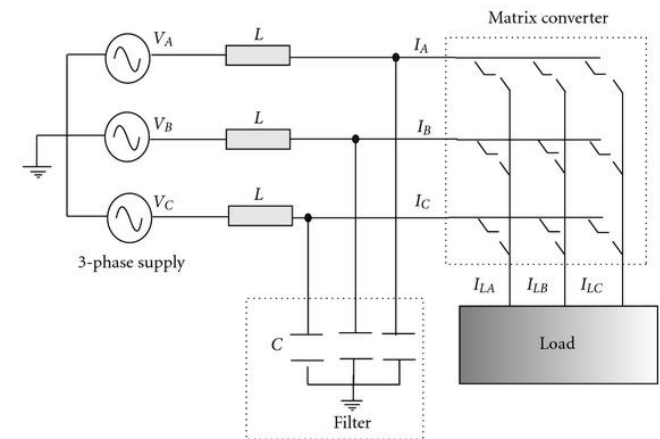 Matrix converter
V_A
L
I_A
V_B
L
I_B
V_C
L
I_C
3-phase supply
I_LA I_LB I_LC
C
Load
Filter